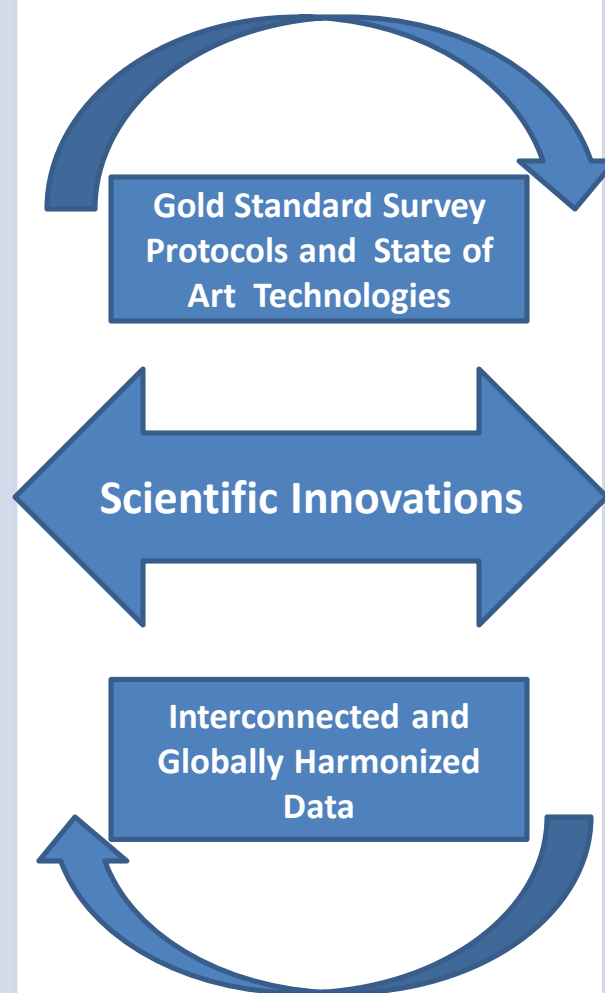 Gold Standard Survey
Protocols and State of
Art Technologies
Scientific Innovations
Interconnected and
Globally Harmonized
Data